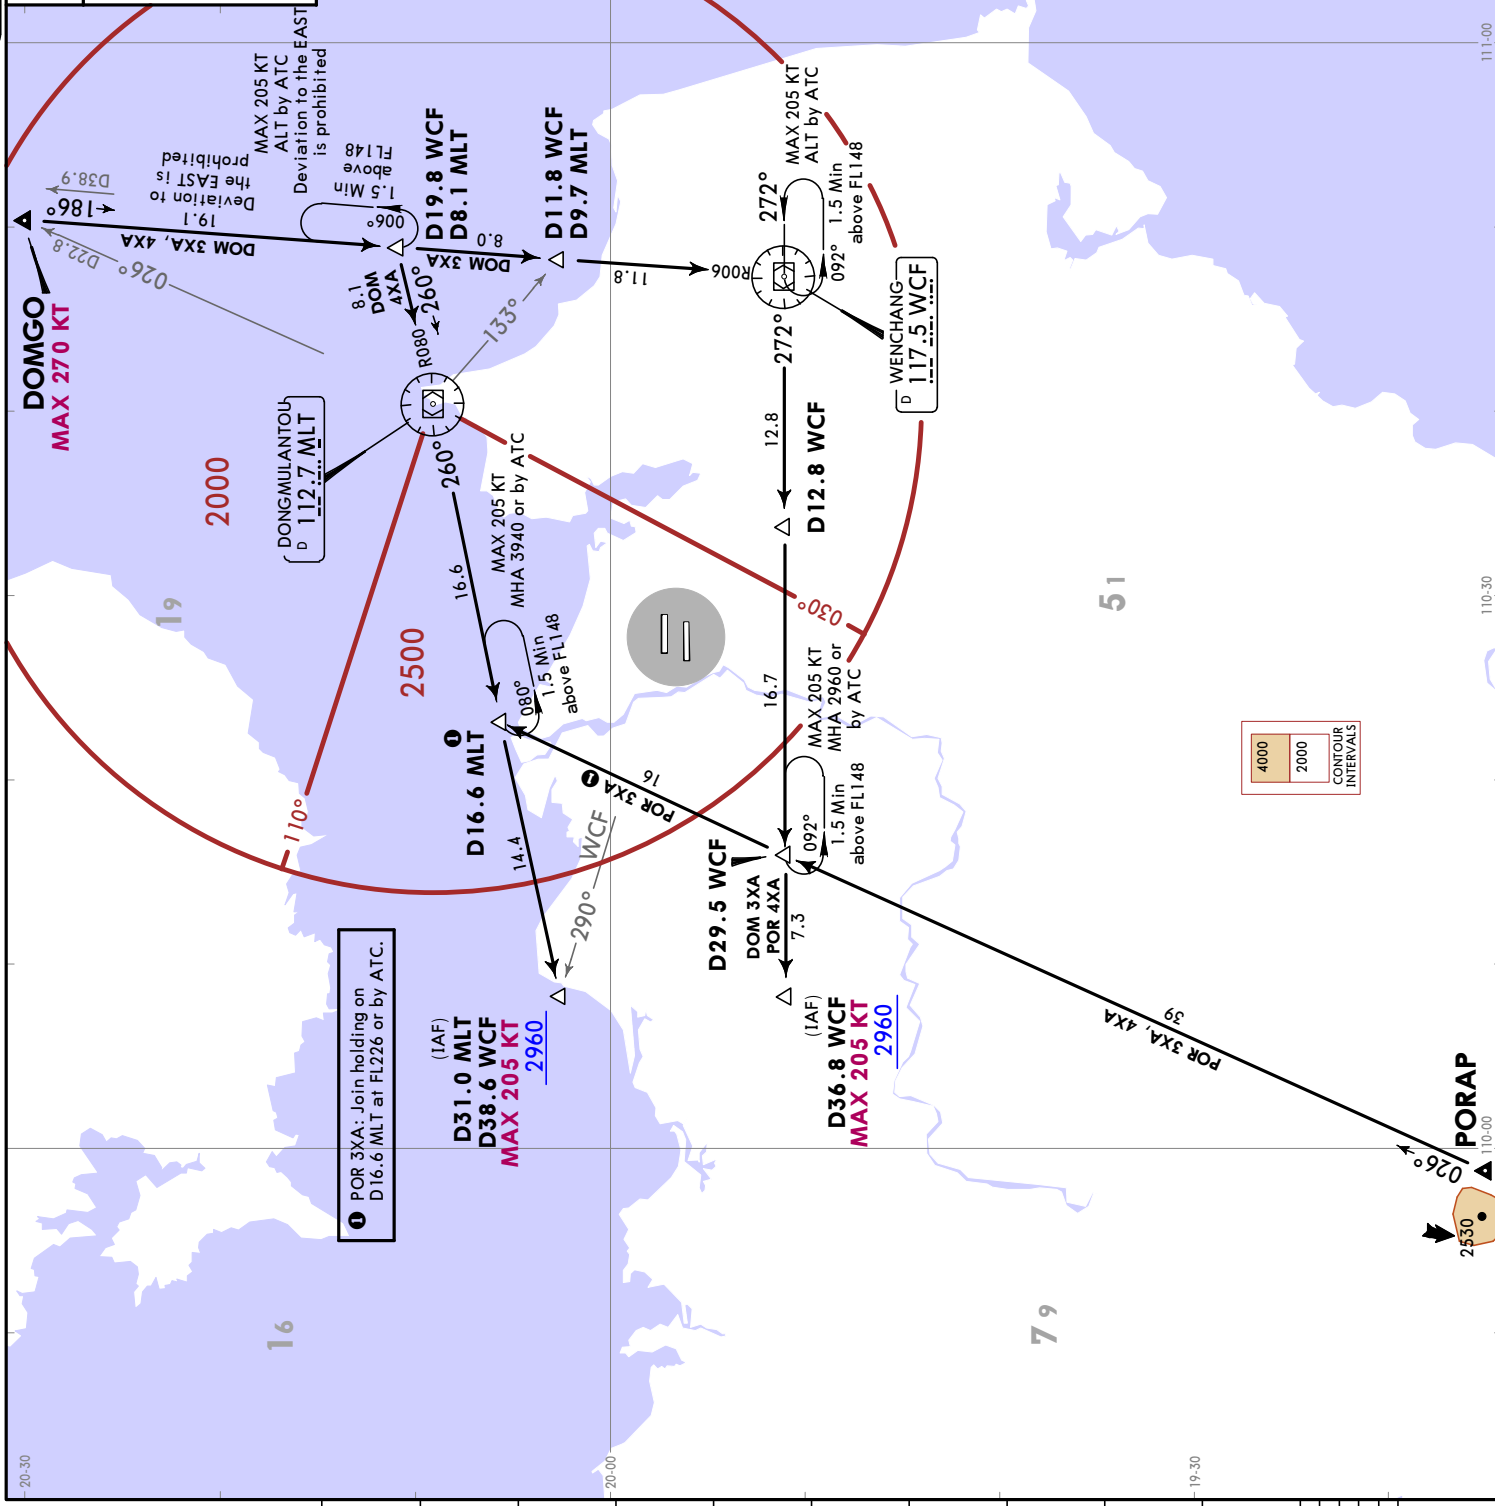 DOMGO
MAX 270 KT
D22.8
026°
186°
D38.9
DOM 3XA, 4XA
19.1
Deviation to
the EAST is
prohibited
MAX 205 KT
ALT by ATC
Deviation to the EAST
is prohibited
1.5 Min
above
FL148
006°
D19.8 WCF
D8.1 MLT
8.1
DOM
4XA
260°
R080
DOM 3XA
8.0
D11.8 WCF
D9.7 MLT
133°
11.8
R006
DONGMULANTOU
D
112.7 MLT
2000
2500
19
260°
16.6
MAX 205 KT
MHA 3940 or by ATC
080°
1.5 Min
above FL148
D16.6 MLT
1
110°
030°
14.4
POR 3XA 1
16
290°
WCF
(IAF)
D31.0 MLT
D38.6 WCF
MAX 205 KT
2960
1 POR 3XA: Join holding on
D16.6 MLT at FL226 or by ATC.
272°
MAX 205 KT
ALT by ATC
092°
1.5 Min
above FL148
WENCHANG
D
117.5 WCF
272°
12.8
D12.8 WCF
16.7
MAX 205 KT
MHA 2960 or
by ATC
092°
1.5 Min
above FL148
D29.5 WCF
DOM 3XA
POR 4XA
7.3
(IAF)
D36.8 WCF
MAX 205 KT
2960
39
POR 3XA, 4XA
026°
PORAP
2530
51
79
16
4000
2000
CONTOUR
INTERVALS
20-30
20-00
19-30
110-00
110-30
111-00